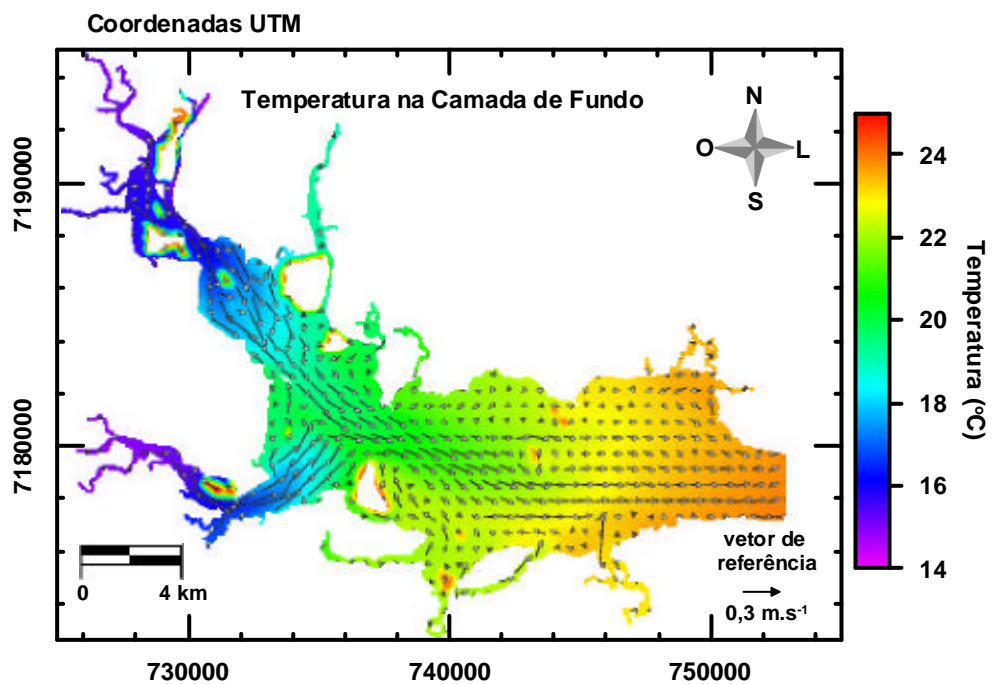 Coordenadas UTM
Temperatura na Camada de Fundo
N
O
L
S
7190000
7180000
24
22
20
18
16
14
Temperatura (ºC)
vetor de
referência
0,3 m.s-1
0
4 km
730000
740000
750000